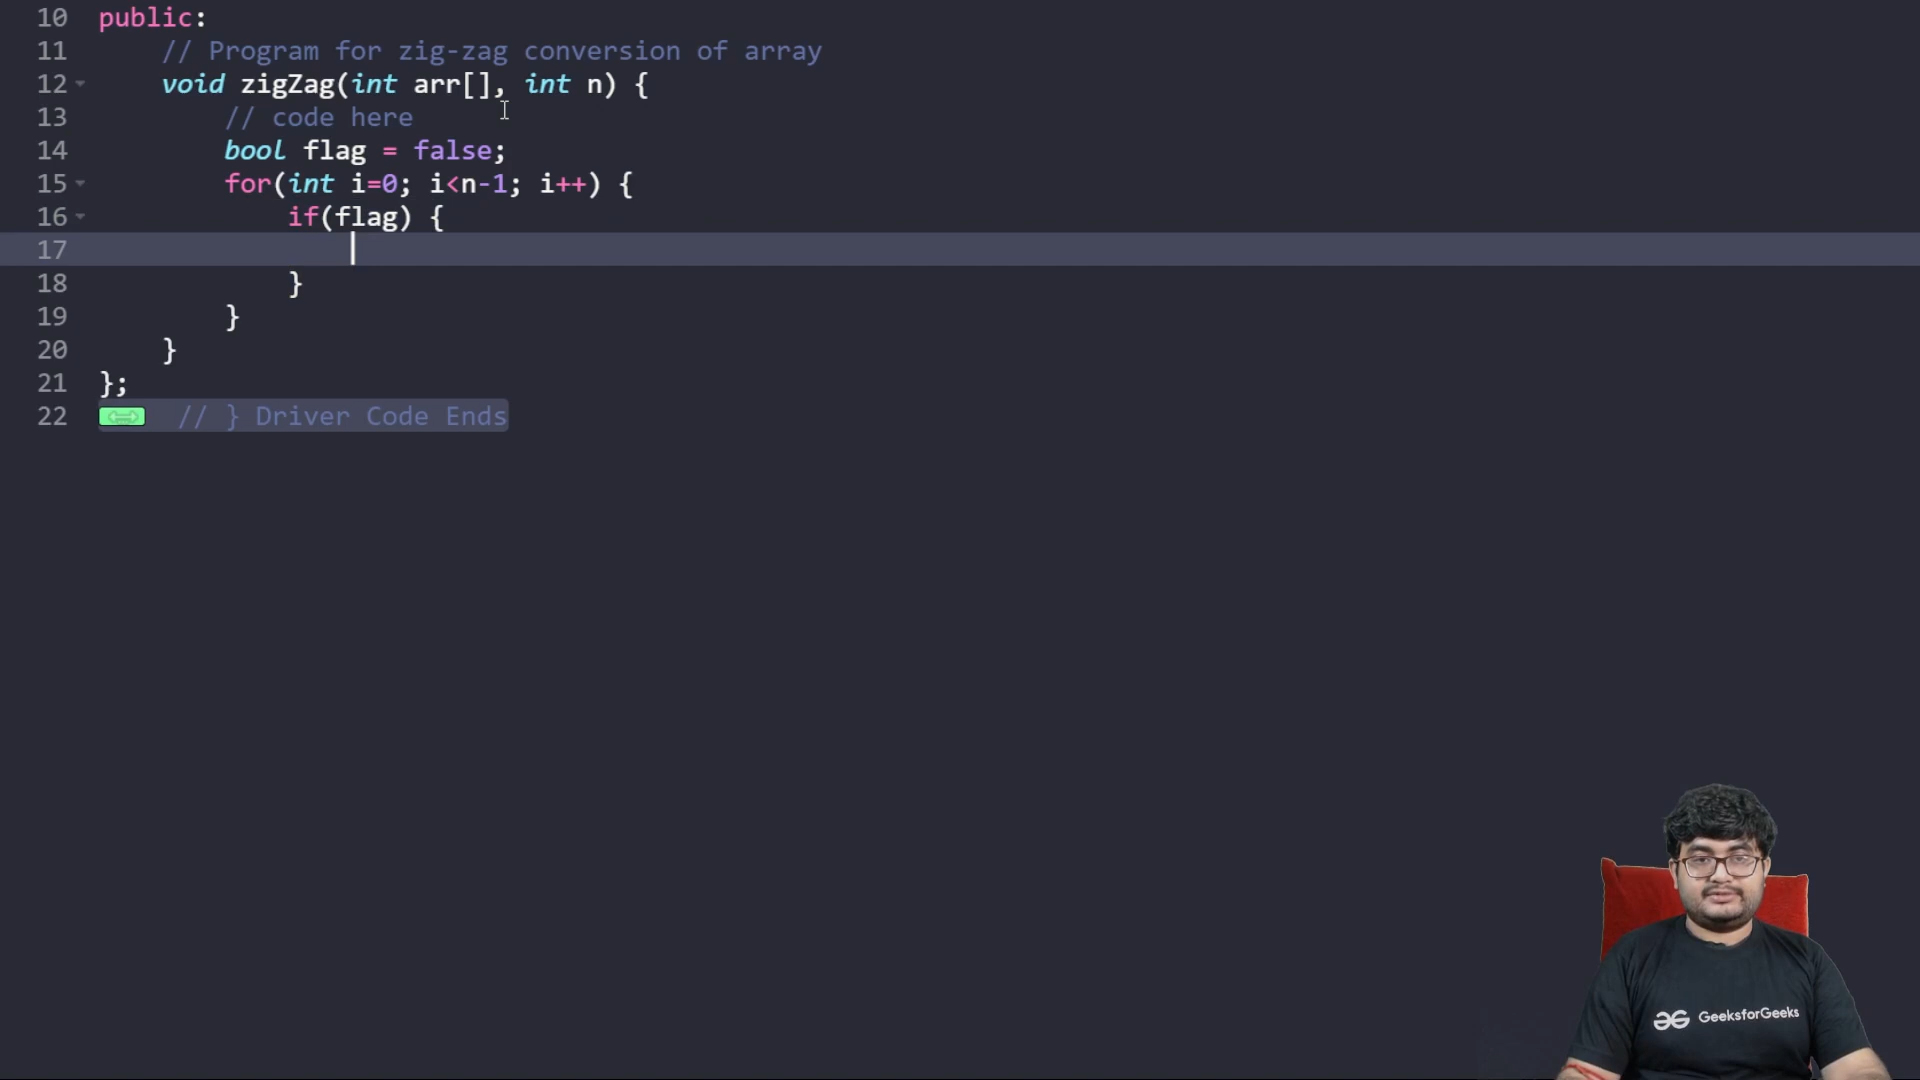 10 public:
11 // Program for zig-zag conversion of array
12 void zigZag(int arr[], int n) {
13 // code here
14 bool flag = false;
15 for(int i=0; i<n-1; i++) {
16 if(flag) {
17
18 }
19 }
20 }
21 };
22 // } Driver Code Ends
GeeksforGeeks